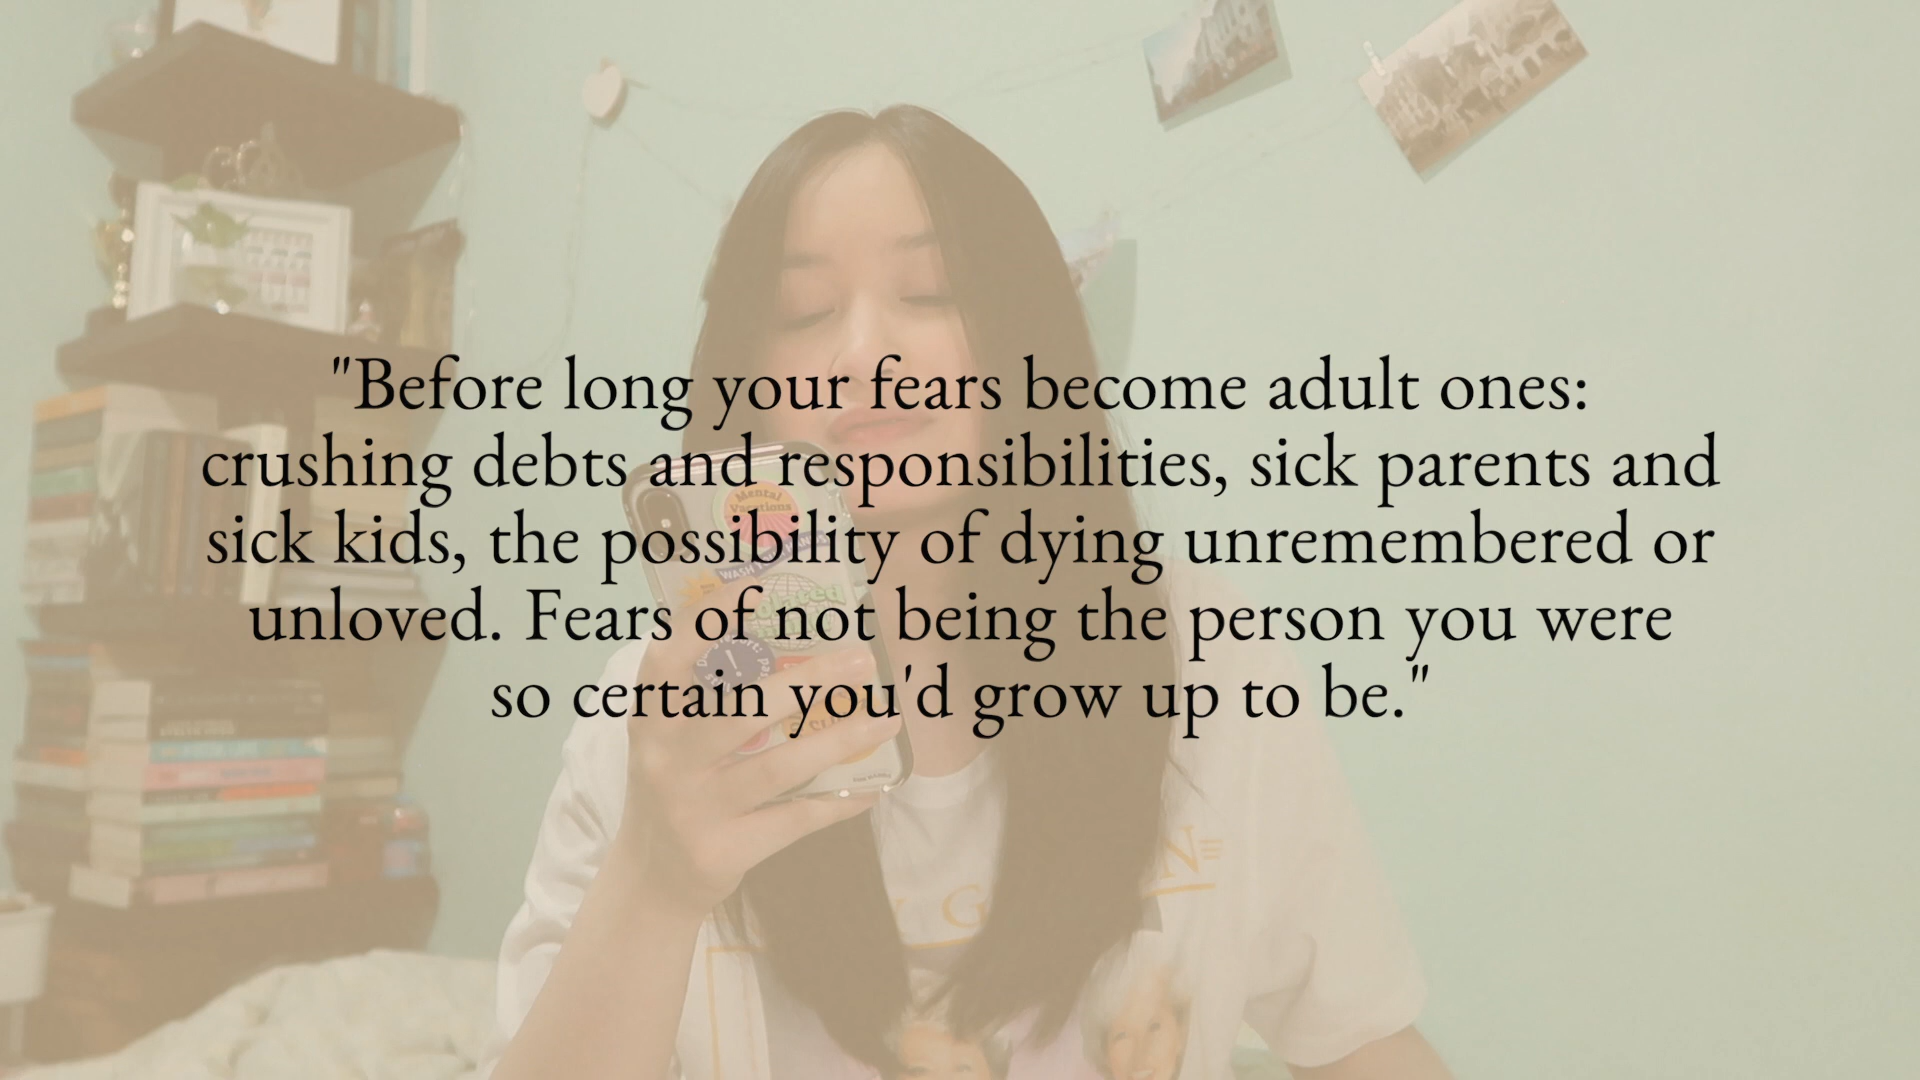 "Before long your fears become adult ones:
crushing debts and responsibilities, sick parents and
sick kids, the possibility of dying unremembered or
unloved. Fears of not being the person you were
so certain you'd grow up to be."
Mental
Vacations